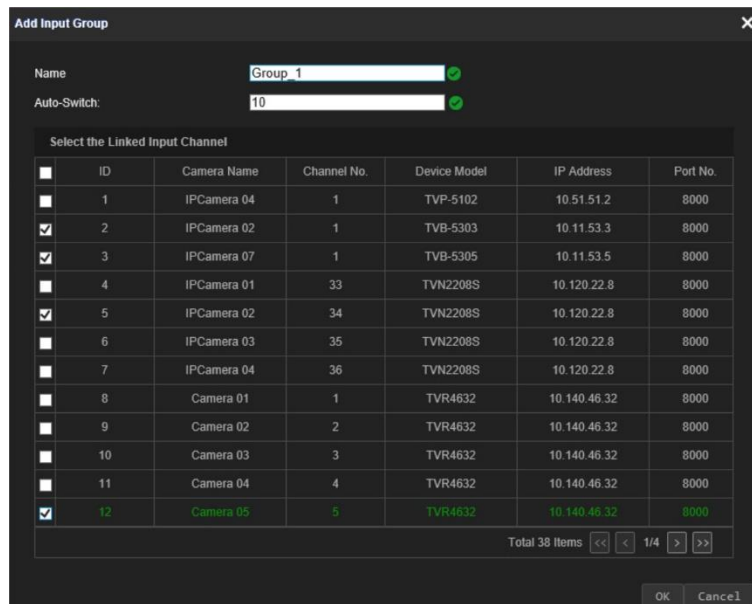 Add Input Group
Name Group_1
Auto-Switch: 10
Select the Linked Input Channel
ID Camera Name Channel No. Device Model IP Address Port No.
1 IPCamera 04 1 TVP-5102 10.51.51.2 8000
2 IPCamera 02 1 TVB-5303 10.11.53.3 8000
3 IPCamera 07 1 TVB-5305 10.11.53.5 8000
4 IPCamera 01 33 TVN2208S 10.120.22.8 8000
5 IPCamera 02 34 TVN2208S 10.120.22.8 8000
6 IPCamera 03 35 TVN2208S 10.120.22.8 8000
7 IPCamera 04 36 TVN2208S 10.120.22.8 8000
8 Camera 01 1 TVR4632 10.140.46.32 8000
9 Camera 02 2 TVR4632 10.140.46.32 8000
10 Camera 03 3 TVR4632 10.140.46.32 8000
11 Camera 04 4 TVR4632 10.140.46.32 8000
12 Camera 05 5 TVR4632 10.140.46.32 8000
Total 38 Items << < 1/4 > >>
OK Cancel